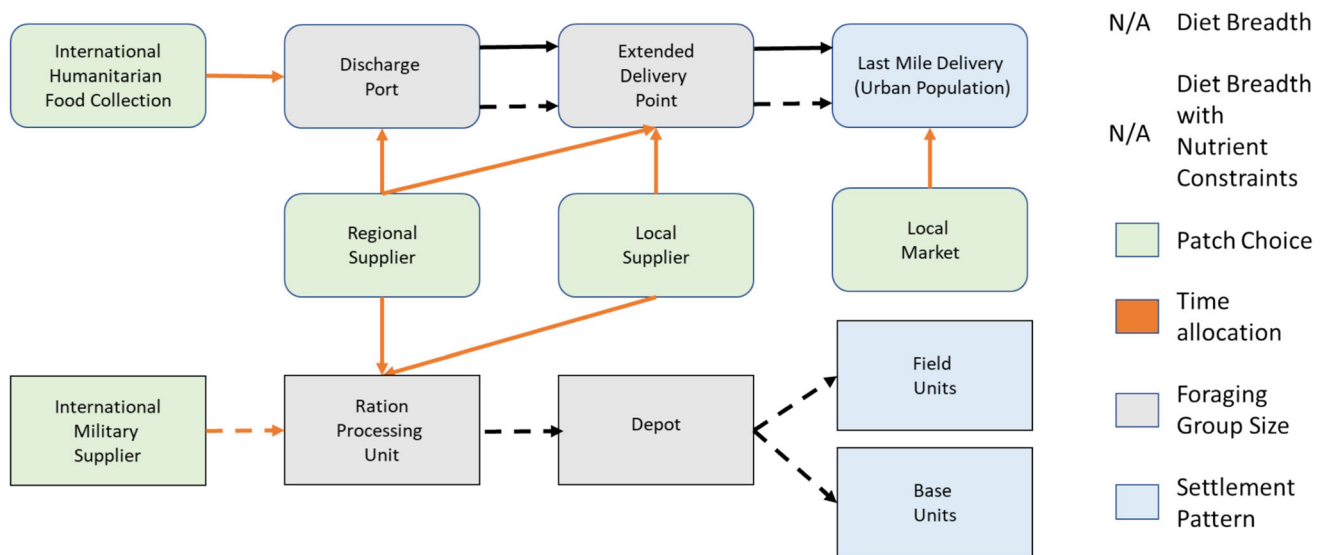 International
Humanitarian
Food Collection
Discharge
Port
Extended
Delivery
Point
Last Mile Delivery
(Urban Population)
Regional
Supplier
Local
Supplier
Local
Market
International
Military
Supplier
Ration
Processing
Unit
Depot
Field
Units
Base
Units
N/A Diet Breadth
N/A Diet Breadth
with
Nutrient
Constraints
Patch Choice
Time
allocation
Foraging
Group Size
Settlement
Pattern